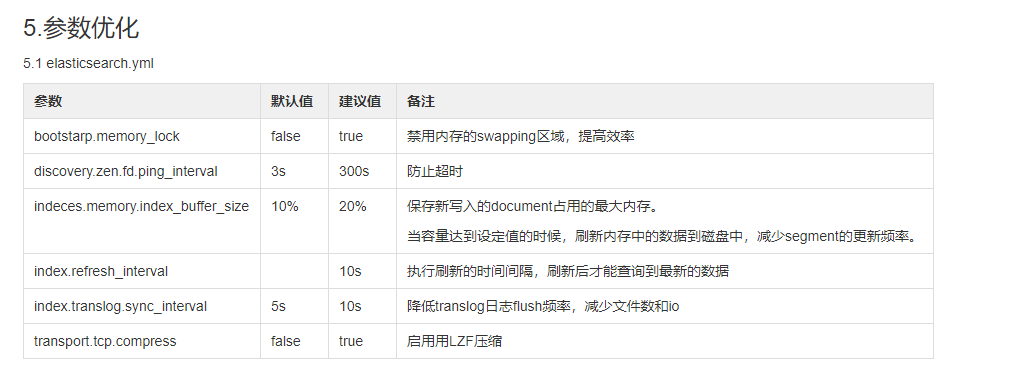 5.参数优化
5.1 elasticsearch.yml
参数 默认值 建议值 备注
bootstarp.memory_lock false true 禁用内存的swapping区域，提高效率
discovery.zen.fd.ping_interval 3s 300s 防止超时
indeces.memory.index_buffer_size 10% 20% 保存新写入的document占用的最大内存。
当容量达到设定值的时候，刷新内存中的数据到磁盘中，减少segment的更新频率。
index.refresh_interval 10s 执行刷新的时间间隔，刷新后才能查询到最新的数据
index.translog.sync_interval 5s 10s 降低translog日志flush频率，减少文件数和io
transport.tcp.compress false true 启用用LZF压缩